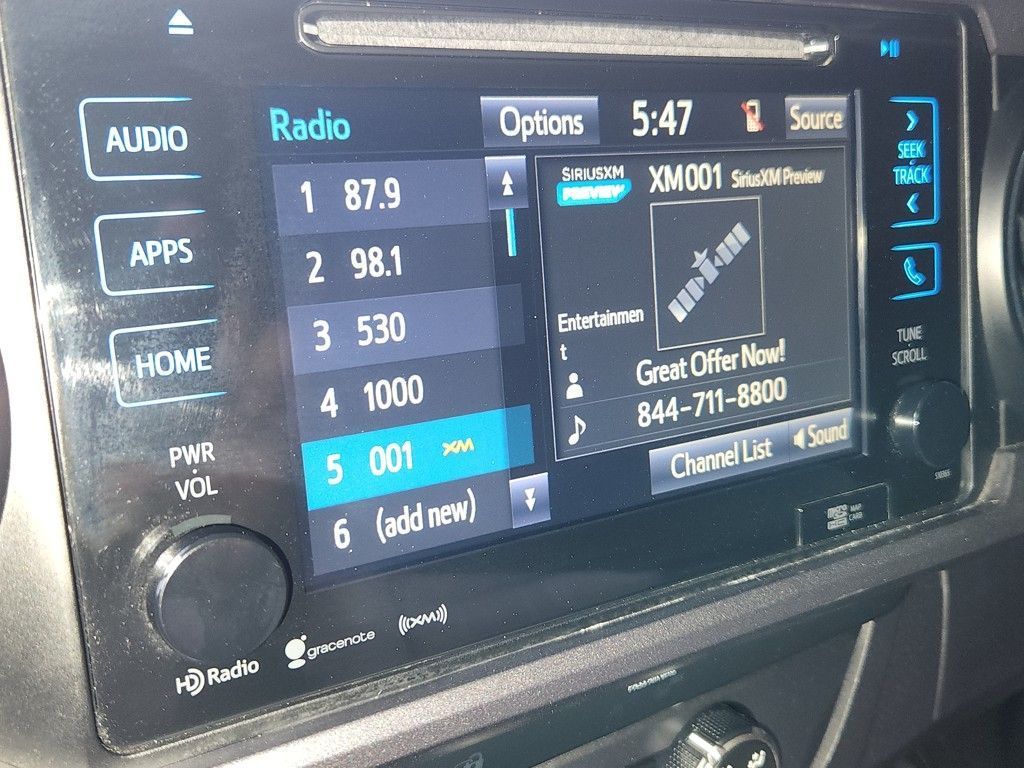 AUDIO
APPS
HOME
PWR
VOL
Radio
Options
5:47
Source
1 87.9
2 98.1
3 530
4 1000
5 001 XM
6 (add new)
SIRIUSXM
PREVIEW
XM001 SiriusXM Preview
Entertainmen
t
Great Offer Now!
844-711-8800
Channel List
Sound
SEEK
TRACK
TUNE
SCROLL
MAP
CARD
HD Radio
gracenote
((XM))